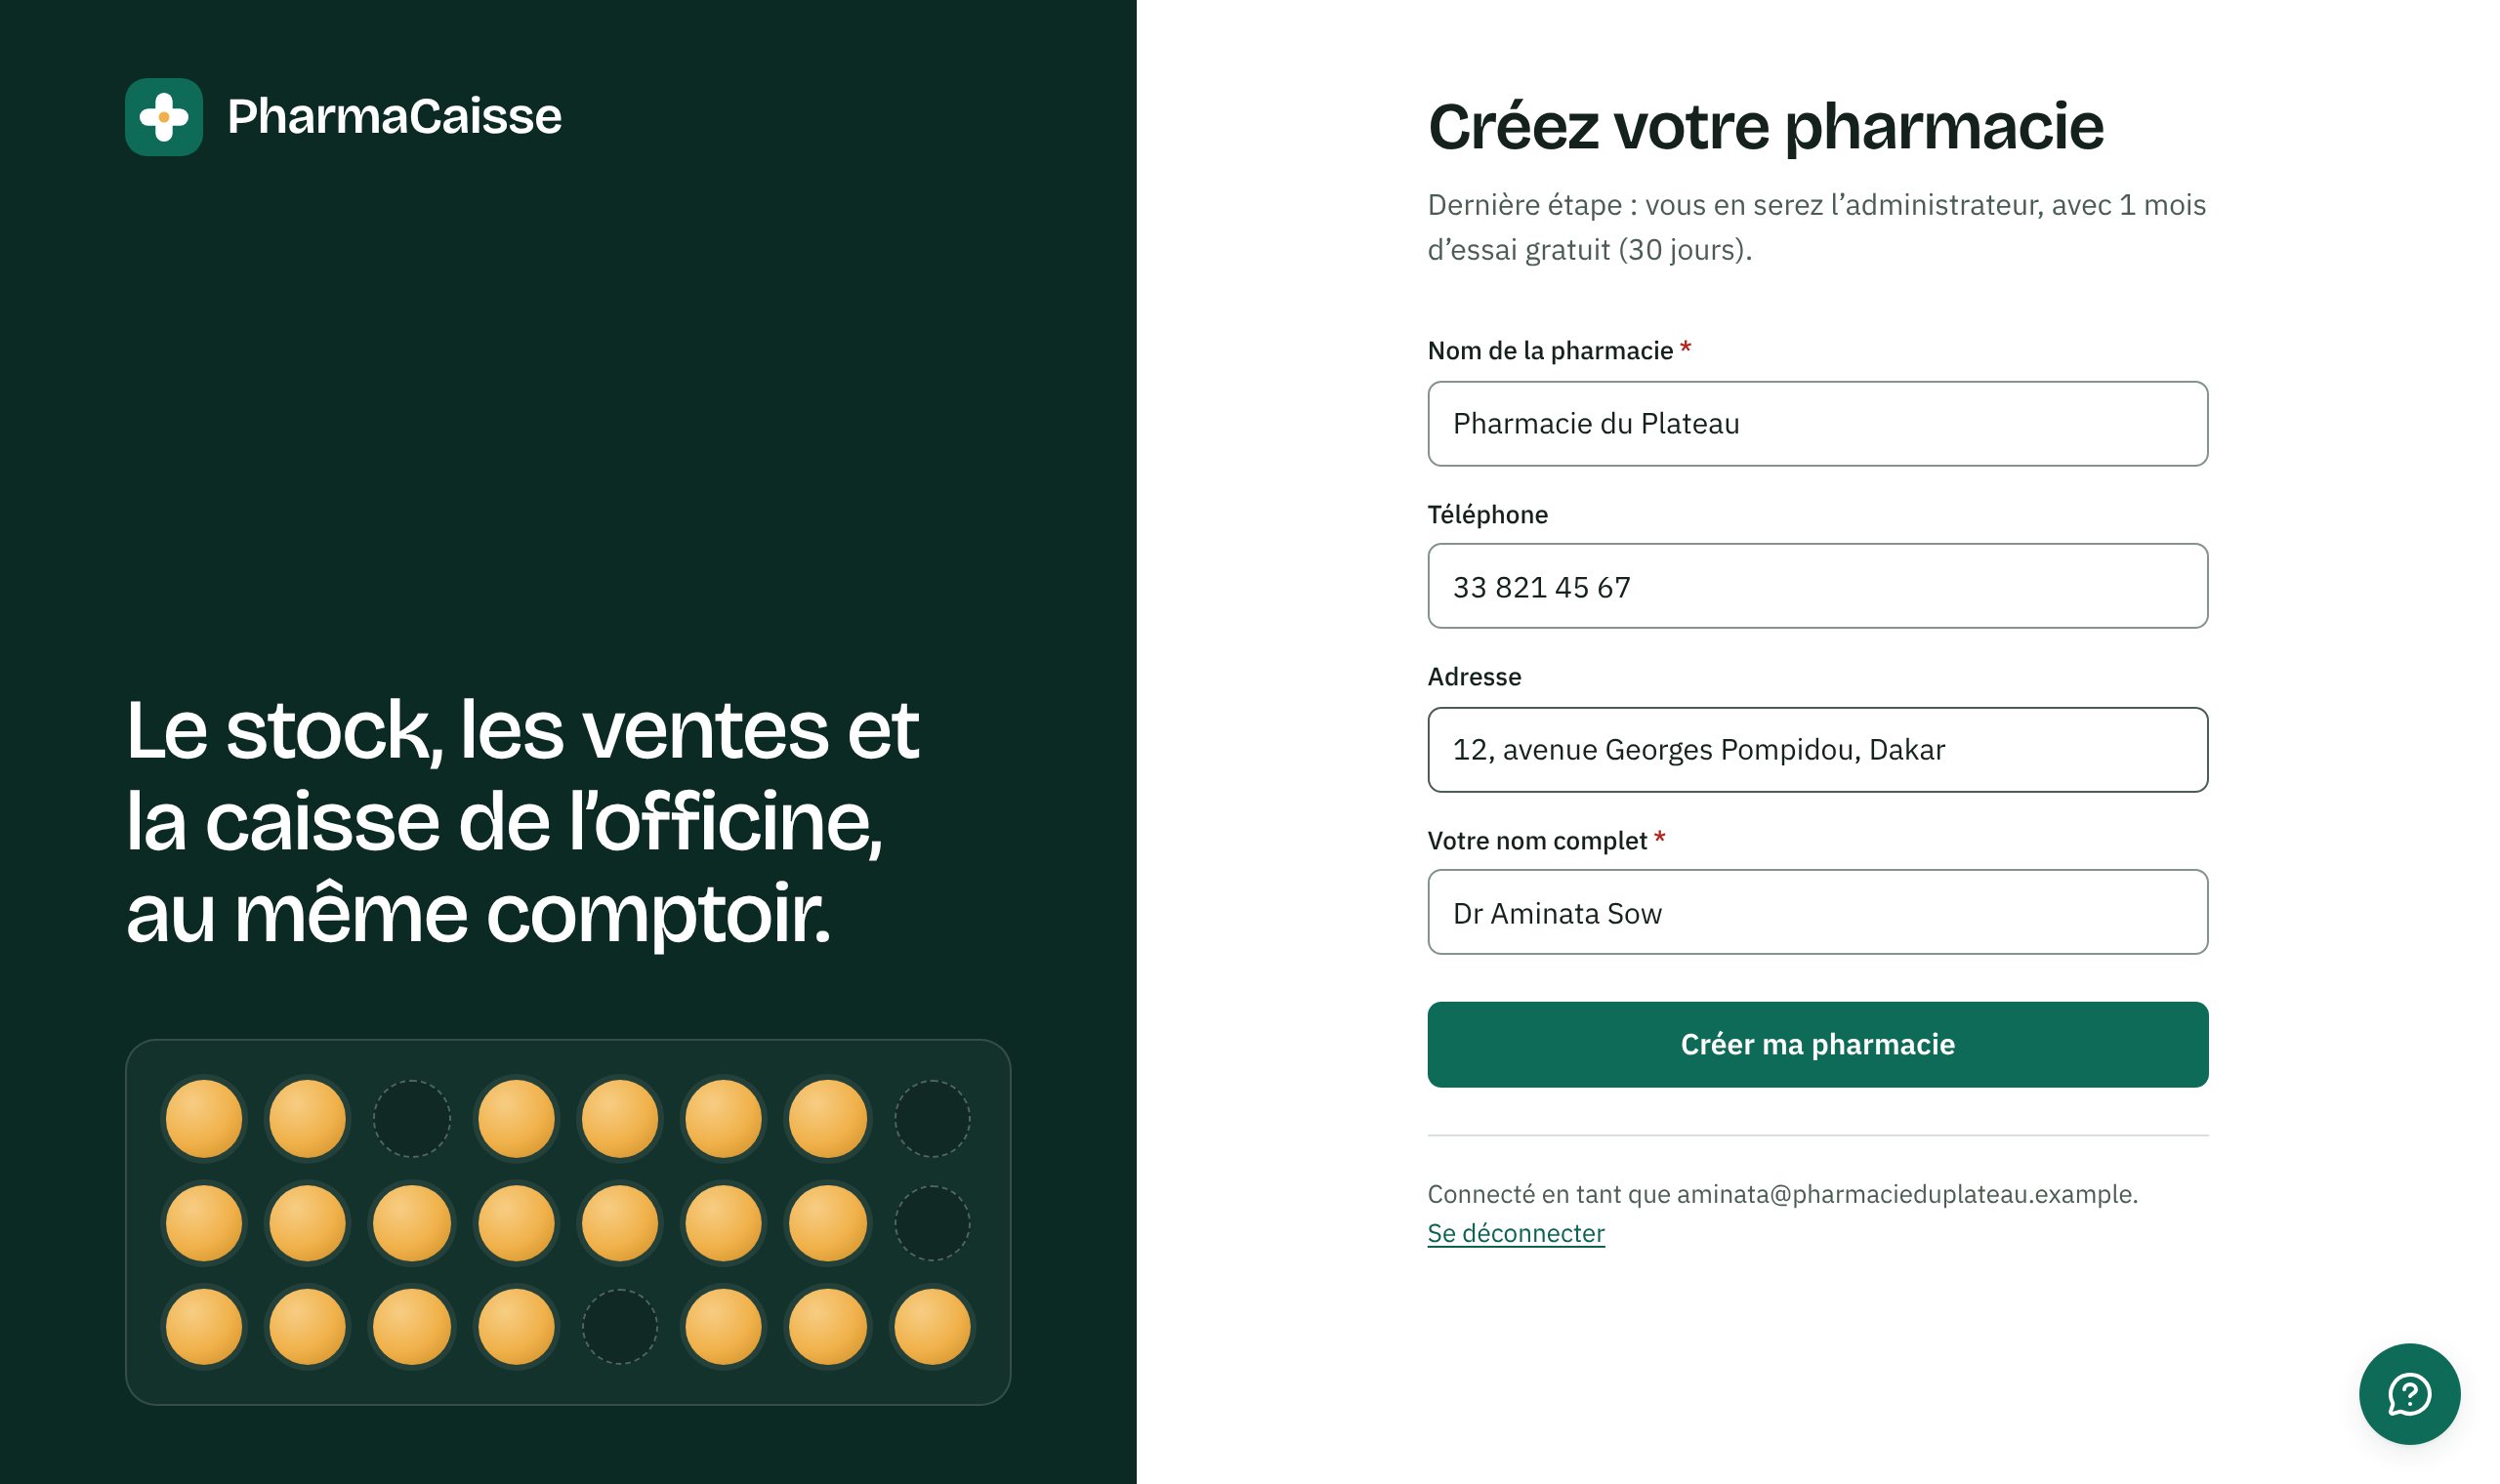 PharmaCaisse
Le stock, les ventes et
la caisse de l’officine,
au même comptoir.
Créez votre pharmacie
Dernière étape : vous en serez l’administrateur, avec 1 mois
d’essai gratuit (30 jours).
Nom de la pharmacie *
Pharmacie du Plateau
Téléphone
33 821 45 67
Adresse
12, avenue Georges Pompidou, Dakar
Votre nom complet *
Dr Aminata Sow
Créer ma pharmacie
Connecté en tant que aminata@pharmacieduplateau.example.
Se déconnecter